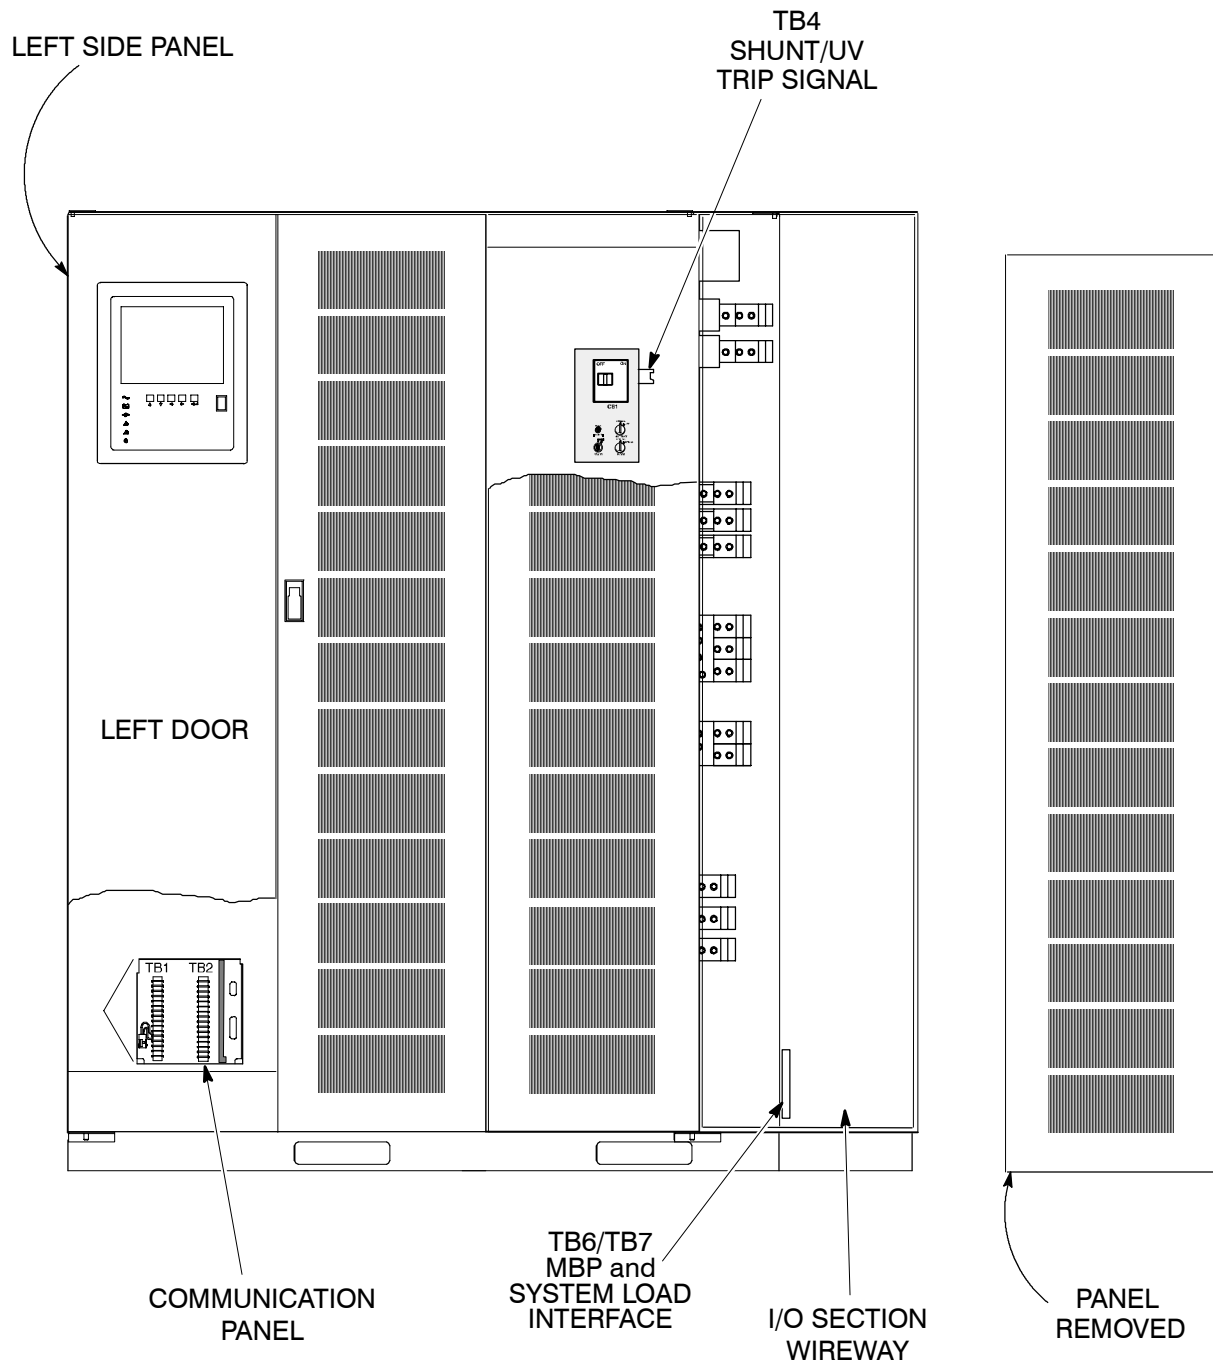 TB4
SHUNT/UV
TRIP SIGNAL
LEFT SIDE PANEL
OFF ON
CB1
LEFT DOOR
TB1 TB2
TB6/TB7
MBP and
SYSTEM LOAD
INTERFACE
COMMUNICATION
PANEL
I/O SECTION
WIREWAY
PANEL
REMOVED